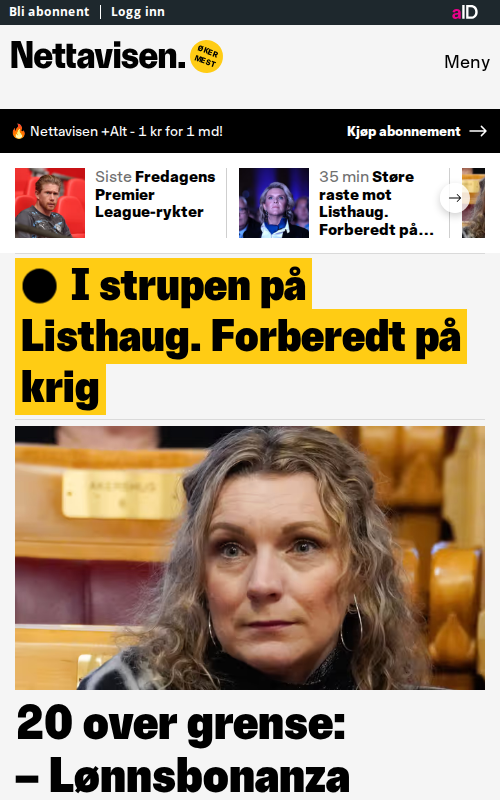 Bli abonnent
Logg inn
aID
Nettavisen.
ØKER
MEST
Meny
🔥 Nettavisen +Alt - 1 kr for 1 md!
Kjøp abonnement →
Siste Fredagens
Premier
League-rykter
35 min Støre
raste mot
Listhaug.
Forberedt på...
I strupen på
Listhaug. Forberedt på
krig
20 over grense:
– Lønnsbonanza